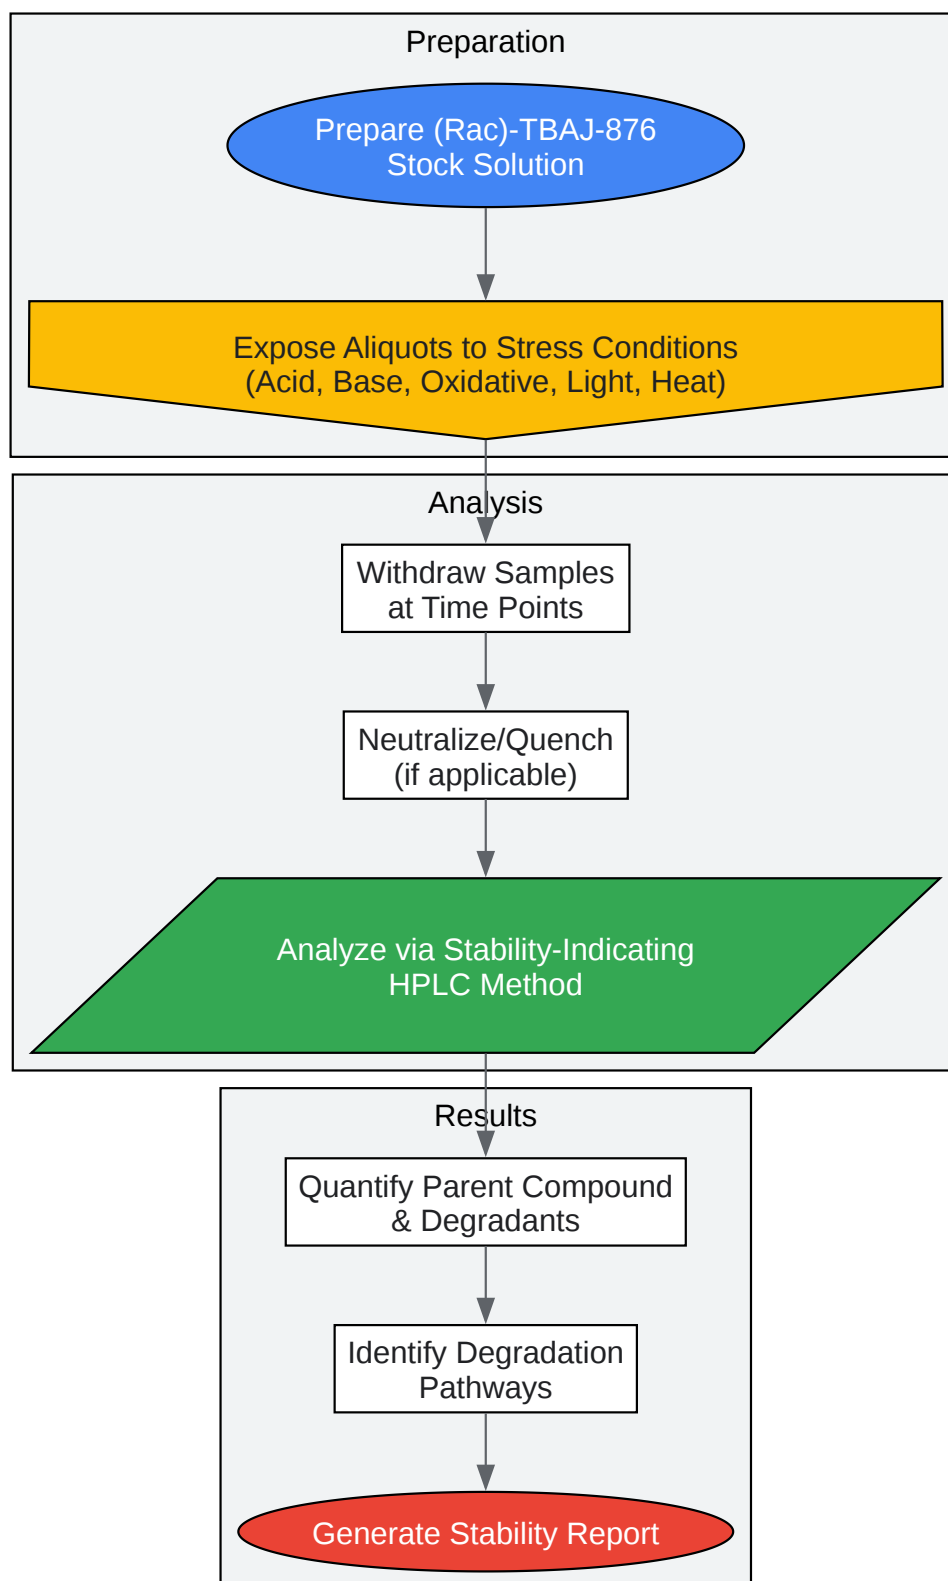 Preparation
Prepare (Rac)-TBAJ-876
Stock Solution
Expose Aliquots to Stress Conditions
(Acid, Base, Oxidative, Light, Heat)
Analysis
Withdraw Samples
at Time Points
Neutralize/Quench
(if applicable)
Analyze via Stability-Indicating
HPLC Method
Results
Quantify Parent Compound
& Degradants
Identify Degradation
Pathways
Generate Stability Report